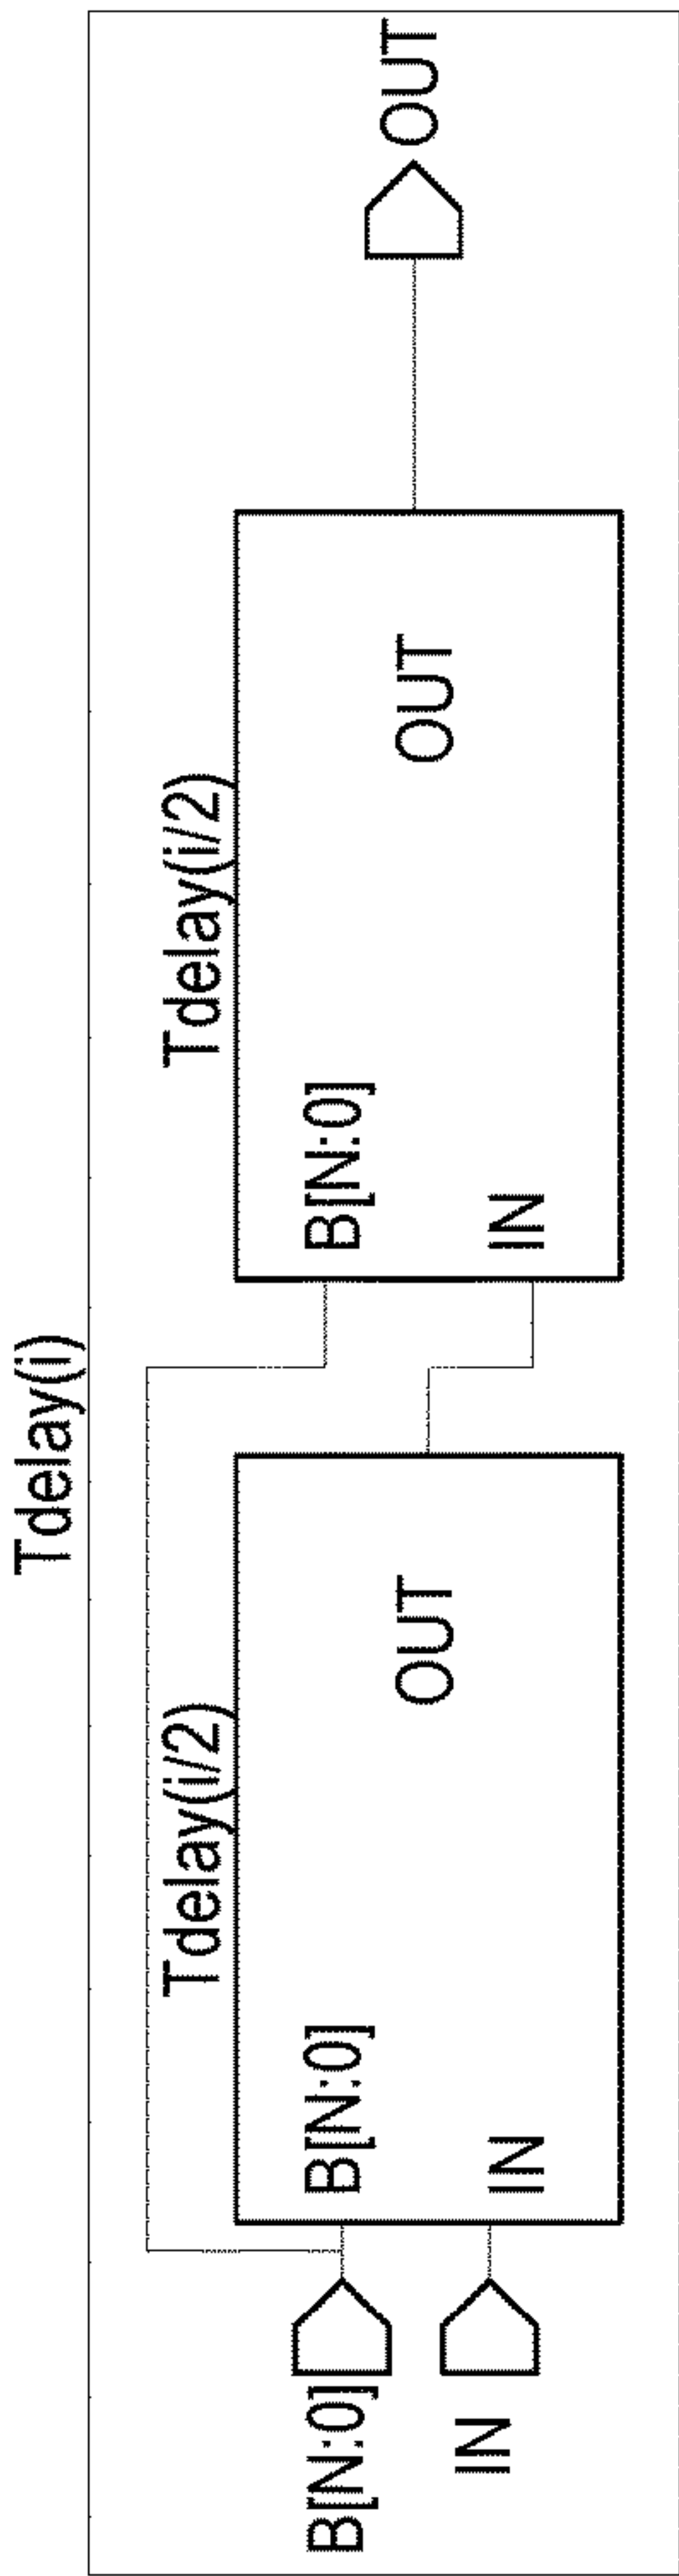 Tdelay(i)
Tdelay(i/2)
Tdelay(i/2)
B[N:0]
B[N:0]
B[N:0]
OUT
OUT
OUT
IN
IN
IN